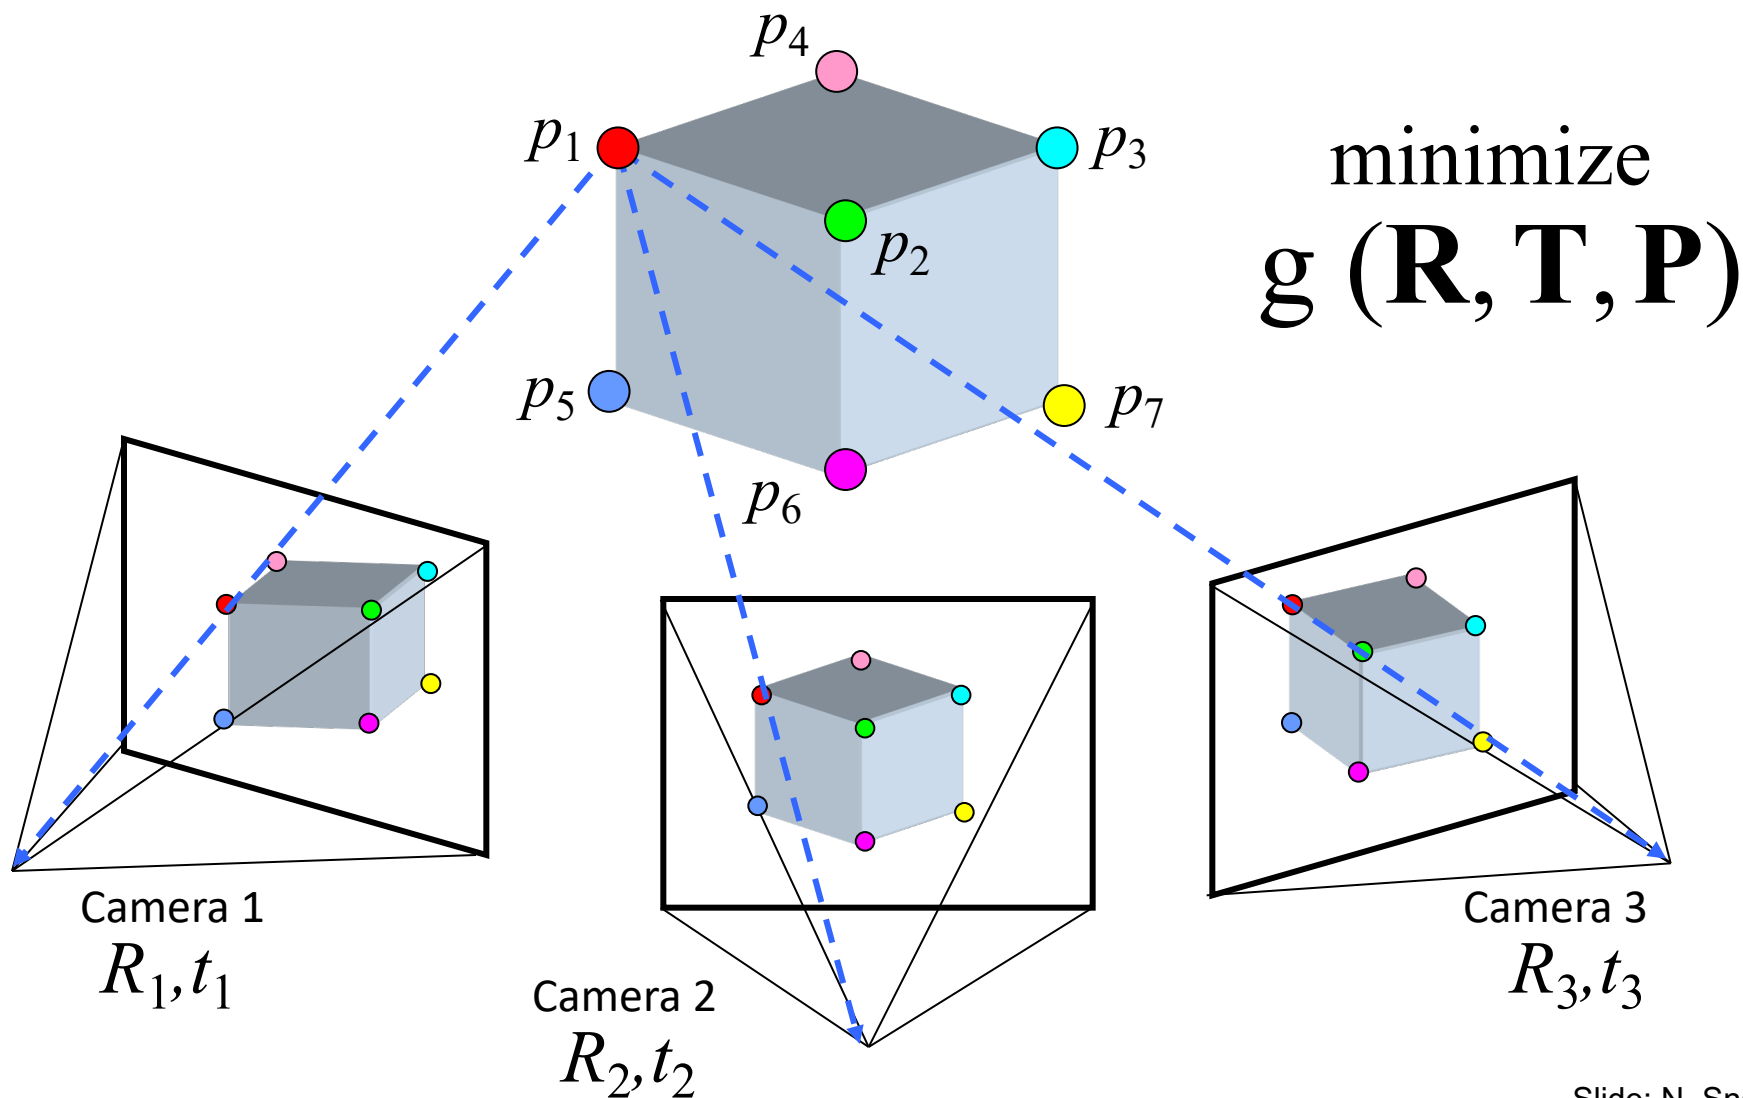 p4
p1
p3
minimize
p2
g (R, T, P)
p5
p7
p6
Camera 1
R1,t1
Camera 2
R2,t2
Camera 3
R3,t3
Slide: N.